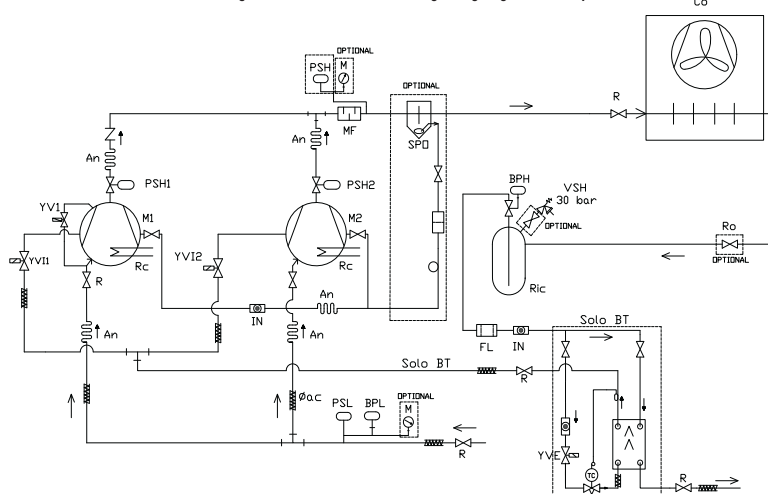 Co
OPTIONAL
PSH
M
OPTIONAL
R
MF
SPO
An
An
PSH1
PSH2
BPH
VSH
30 bar
OPTIONAL
YV1
M1
M2
Ro
OPTIONAL
YVI1
YVI2
R
Rc
Rc
Ric
An
IN
An
An
Solo BT
FL
IN
Solo BT
R
Øac
PSL
BPL
OPTIONAL
M
R
YVE
TC
R